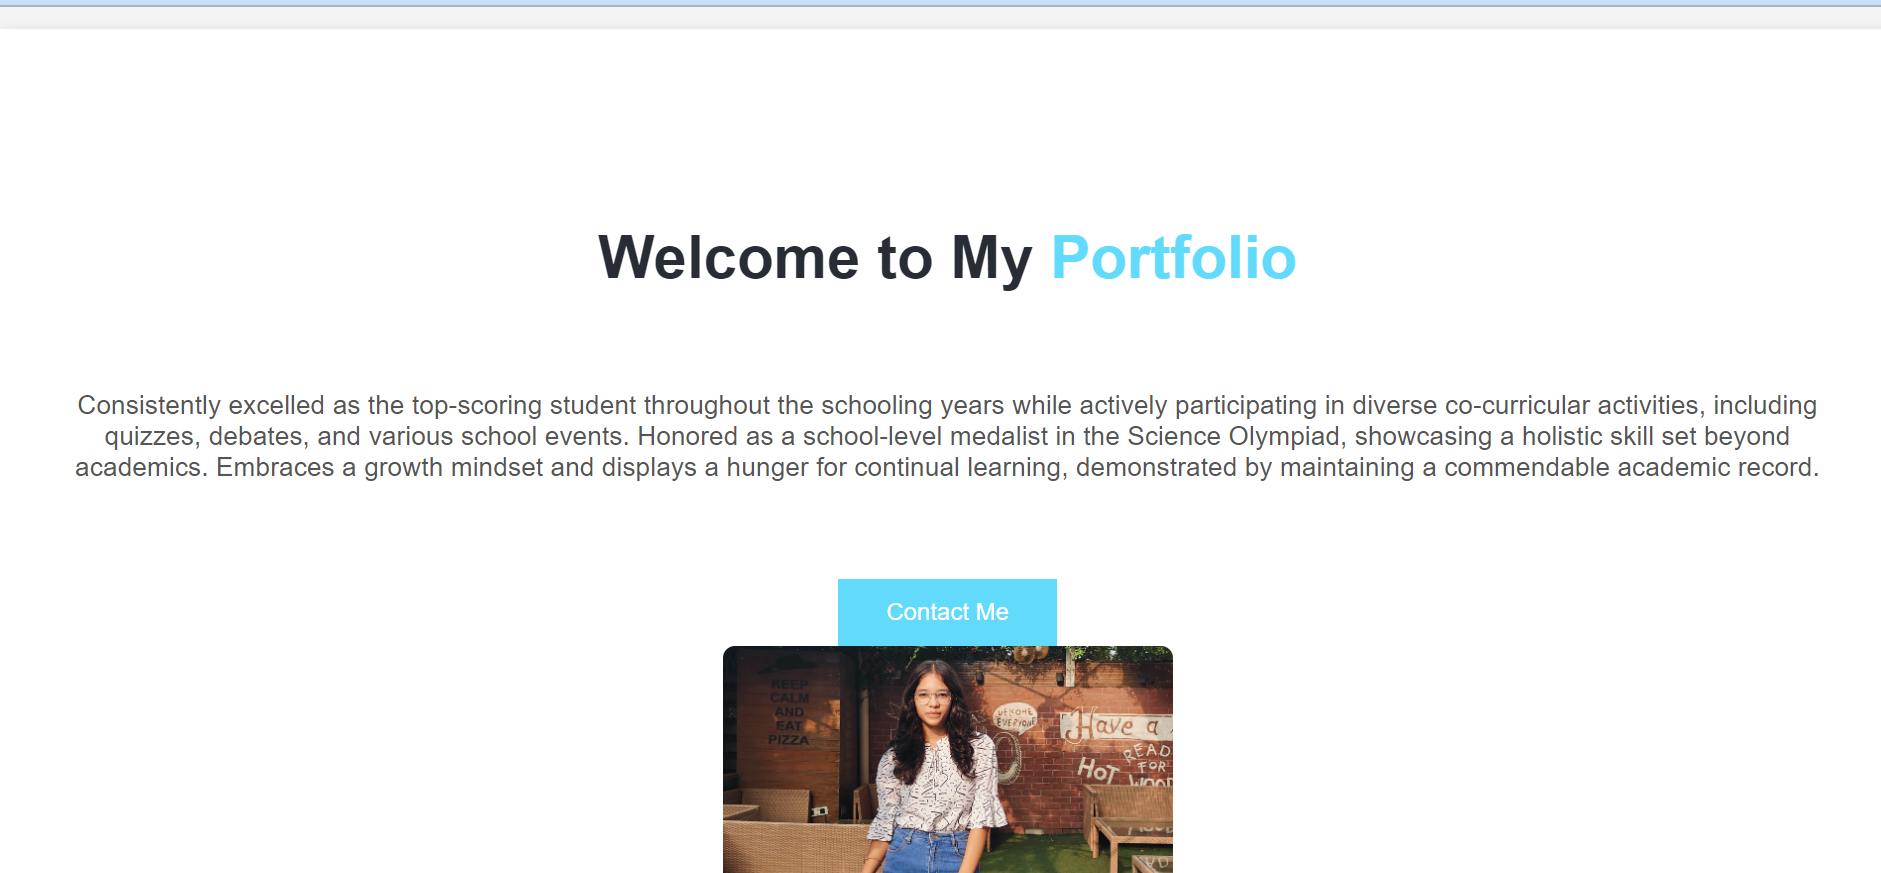 Welcome to My Portfolio
Consistently excelled as the top-scoring student throughout the schooling years while actively participating in diverse co-curricular activities, including
quizzes, debates, and various school events. Honored as a school-level medalist in the Science Olympiad, showcasing a holistic skill set beyond
academics. Embraces a growth mindset and displays a hunger for continual learning, demonstrated by maintaining a commendable academic record.
Contact Me
KEEP
CALM
AND
EAT
PIZZA
WELCOME
EVERYONE
Have a
READ
FOR
HOT